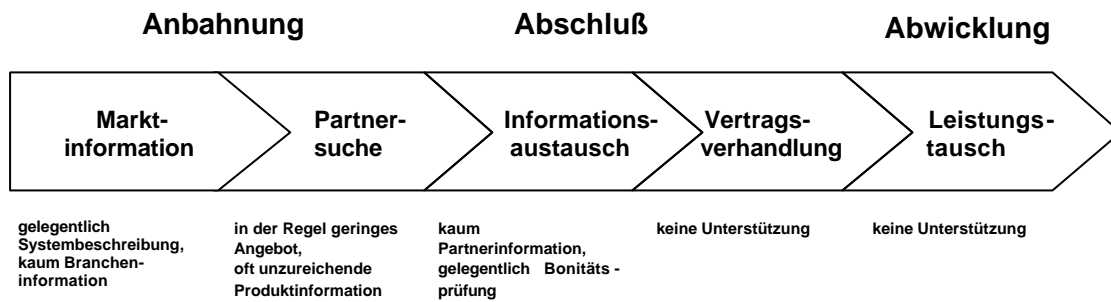 Anbahnung
Abschluß
Abwicklung
Markt-
information
Partner-
suche
Informations-
austausch
Vertrags-
verhandlung
Leistungs-
tausch
gelegentlich
Systembeschreibung,
kaum Branchen-
information
in der Regel geringes
Angebot,
oft unzureichende
Produktinformation
kaum
Partnerinformation,
gelegentlich Bonitäts -
prüfung
keine Unterstützung
keine Unterstützung